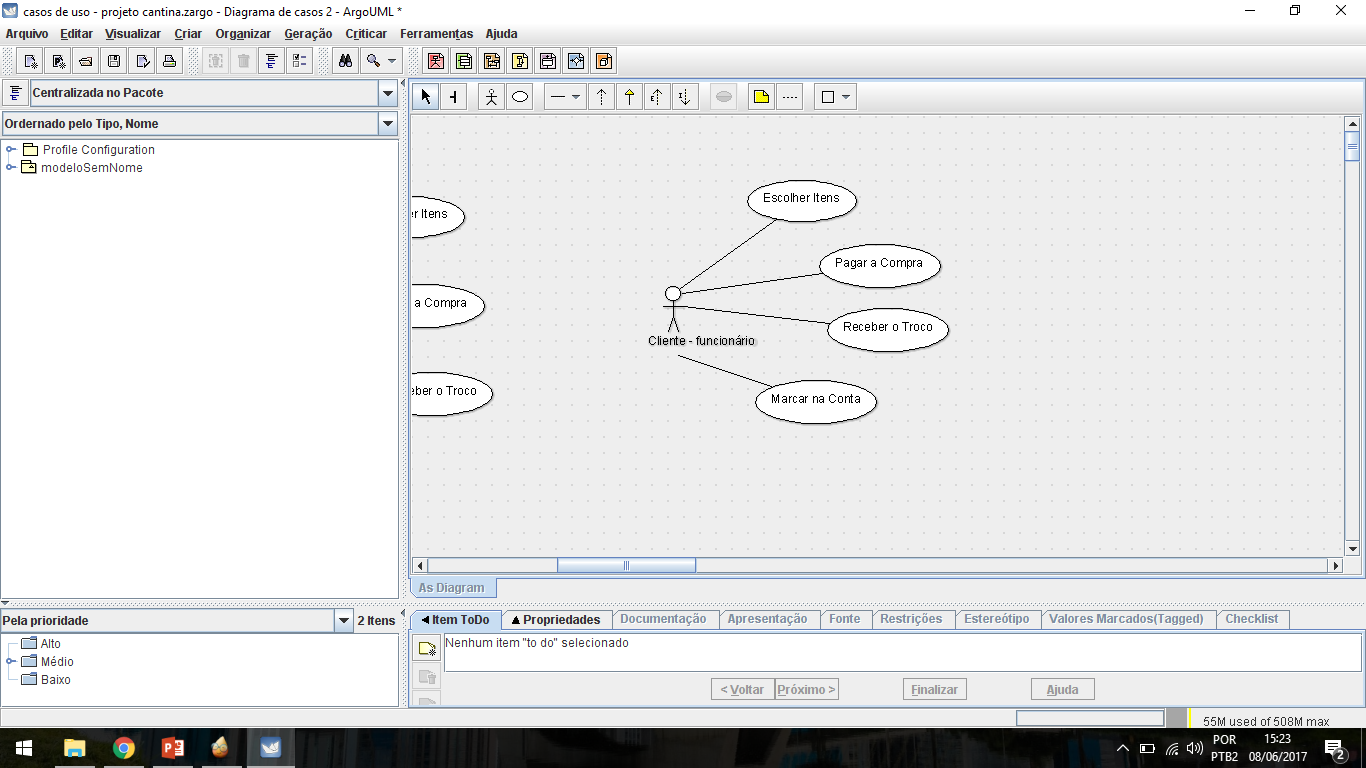 casos de uso - projeto cantina.zargo - Diagrama de casos 2 - ArgoUML *
Arquivo Editar Visualizar Criar Organizar Geração Criticar Ferramentas Ajuda
Centralizada no Pacote
Ordernado pelo Tipo, Nome
Profile Configuration
modeloSemNome
er Itens
a Compra
eber o Troco
Escolher Itens
Pagar a Compra
Receber o Troco
Cliente - funcionário
Marcar na Conta
As Diagram
Pela prioridade
2 Itens
Alto
Médio
Baixo
Item ToDo Propriedades Documentação Apresentação Fonte Restrições Estereótipo Valores Marcados(Tagged) Checklist
Nenhum item "to do" selecionado
< Voltar Próximo > Finalizar Ajuda
55M used of 508M max
POR
PTB2
15:23
08/06/2017
2